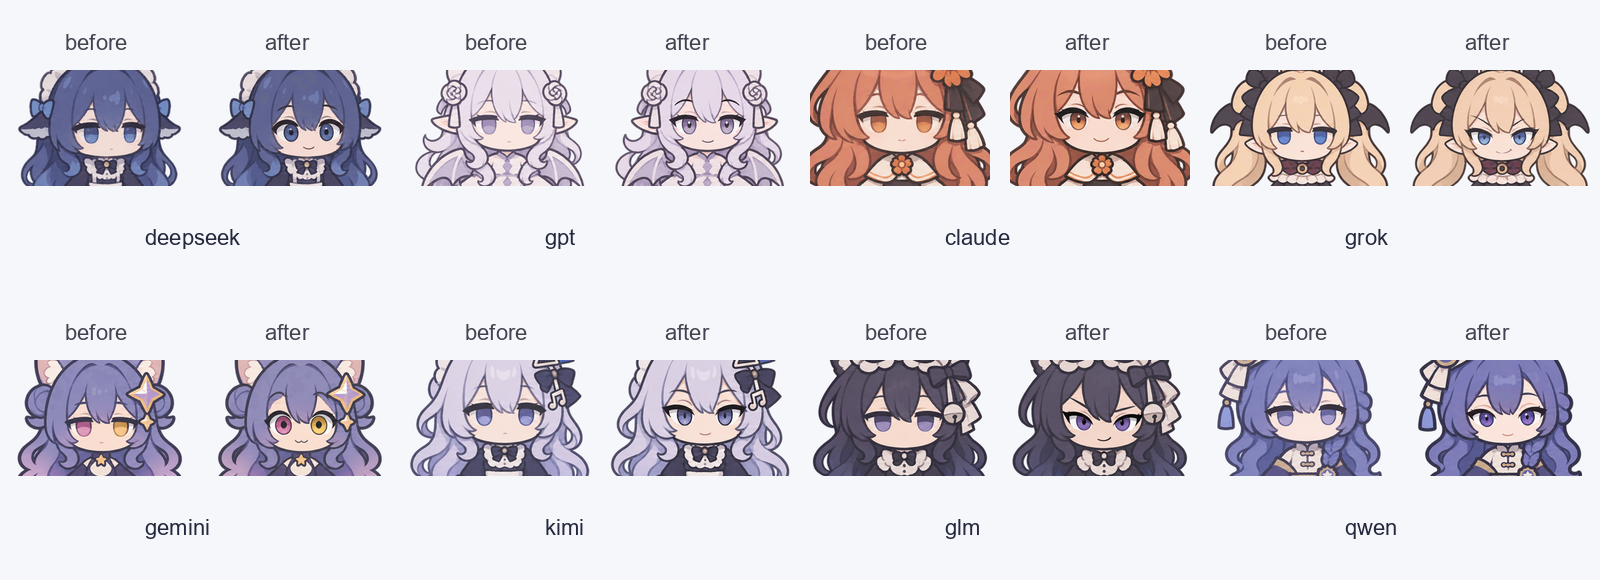 before after before after before after before after
deepseek gpt claude grok
before after before after before after before after
gemini kimi glm qwen